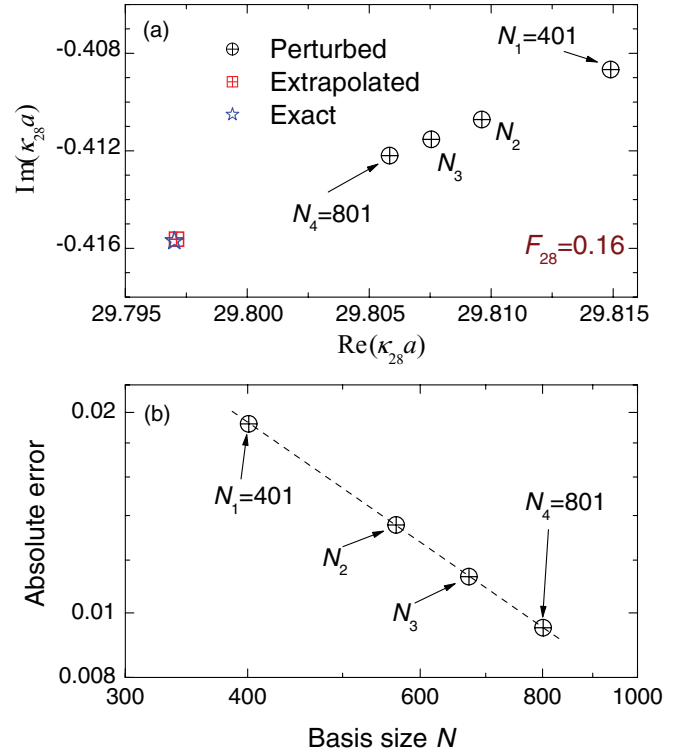 (a)
Perturbed
Extrapolated
Exact
N₁=401
N₂
N₃
N₄=801
F₂₈=0.16
-0.408
-0.412
-0.416
Im(κ₂₈a)
29.795 29.800 29.805 29.810 29.815
Re(κ₂₈a)
(b)
N₁=401
N₂
N₃
N₄=801
0.02
0.01
0.008
Absolute error
300 400 600 800 1000
Basis size N